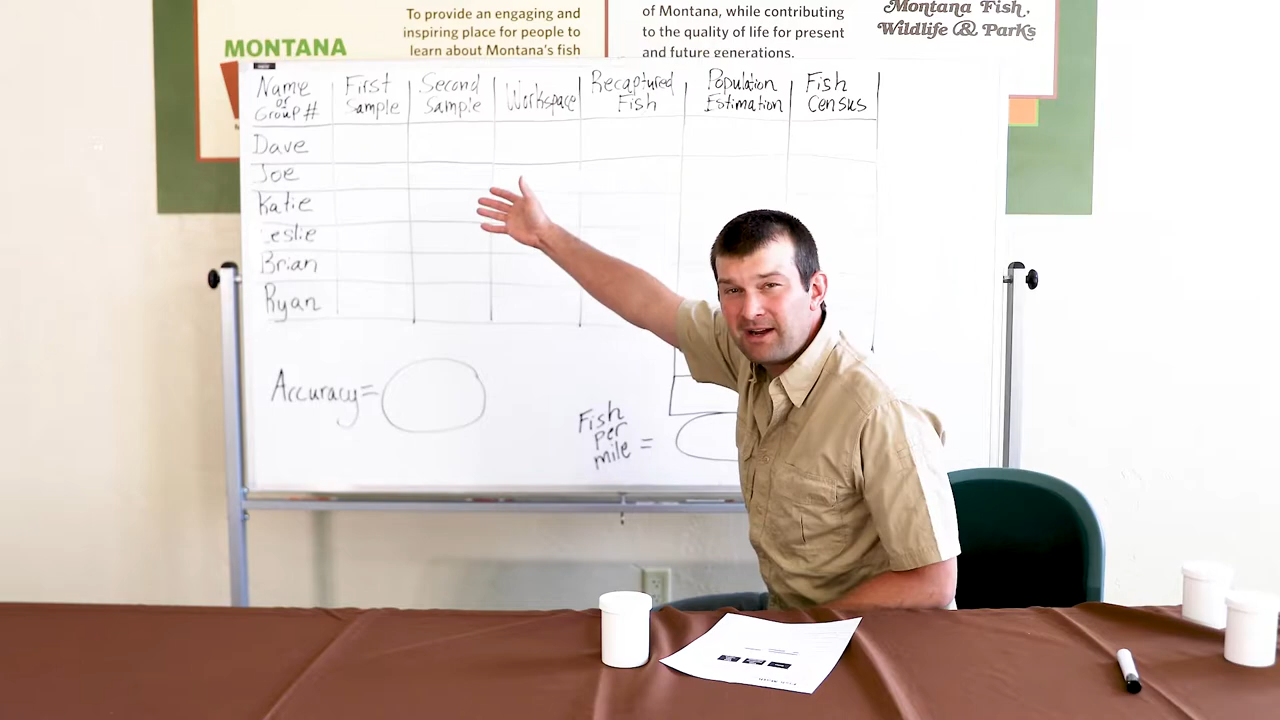 To provide an engaging and
inspiring place for people to
learn about Montana's fish
MONTANA
of Montana, while contributing
to the quality of life for present
and future generations.
Montana Fish,
Wildlife & Parks
Name or Group #
First Sample
Second Sample
Workspace
Recaptured Fish
Population Estimation
Fish Census
Dave
Joe
Katie
eslie
Brian
Ryan
Accuracy=
Fish
per
mile =